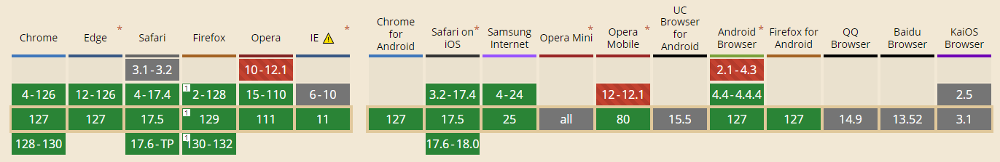 Chrome Edge * Safari Firefox Opera IE ⚠ * Chrome for Android Safari on iOS * Samsung Internet Opera Mini * Opera Mobile * UC Browser for Android Android Browser * Firefox for Android QQ Browser Baidu Browser KaiOS Browser
3.1-3.2 10-12.1 2.1-4.3
4-126 12-126 4-17.4 1 2-128 15-110 6-10 3.2-17.4 4-24 12-12.1 4.4-4.4.4 2.5
127 127 17.5 1 129 111 11 127 17.5 25 all 80 15.5 127 127 14.9 13.52 3.1
128-130 17.6-TP 1 130-132 17.6-18.0